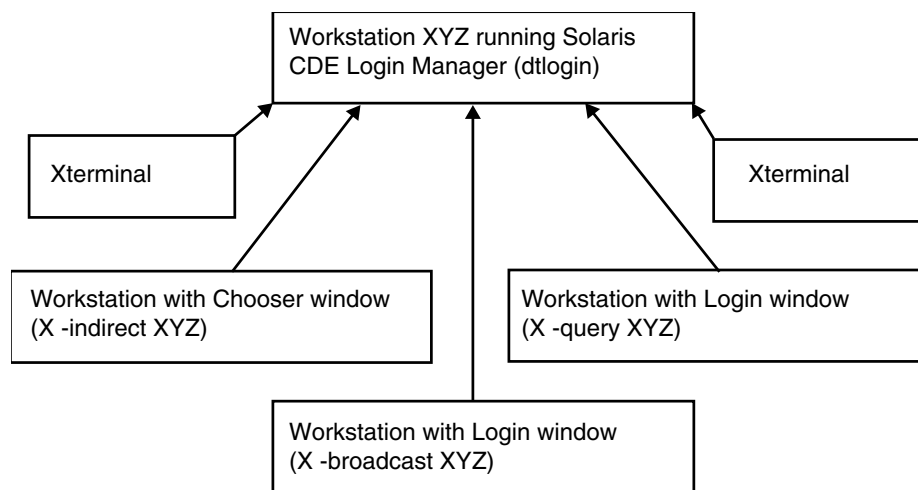 Workstation XYZ running Solaris
CDE Login Manager (dtlogin)
Xterminal
Xterminal
Workstation with Chooser window
(X -indirect XYZ)
Workstation with Login window
(X -query XYZ)
Workstation with Login window
(X -broadcast XYZ)